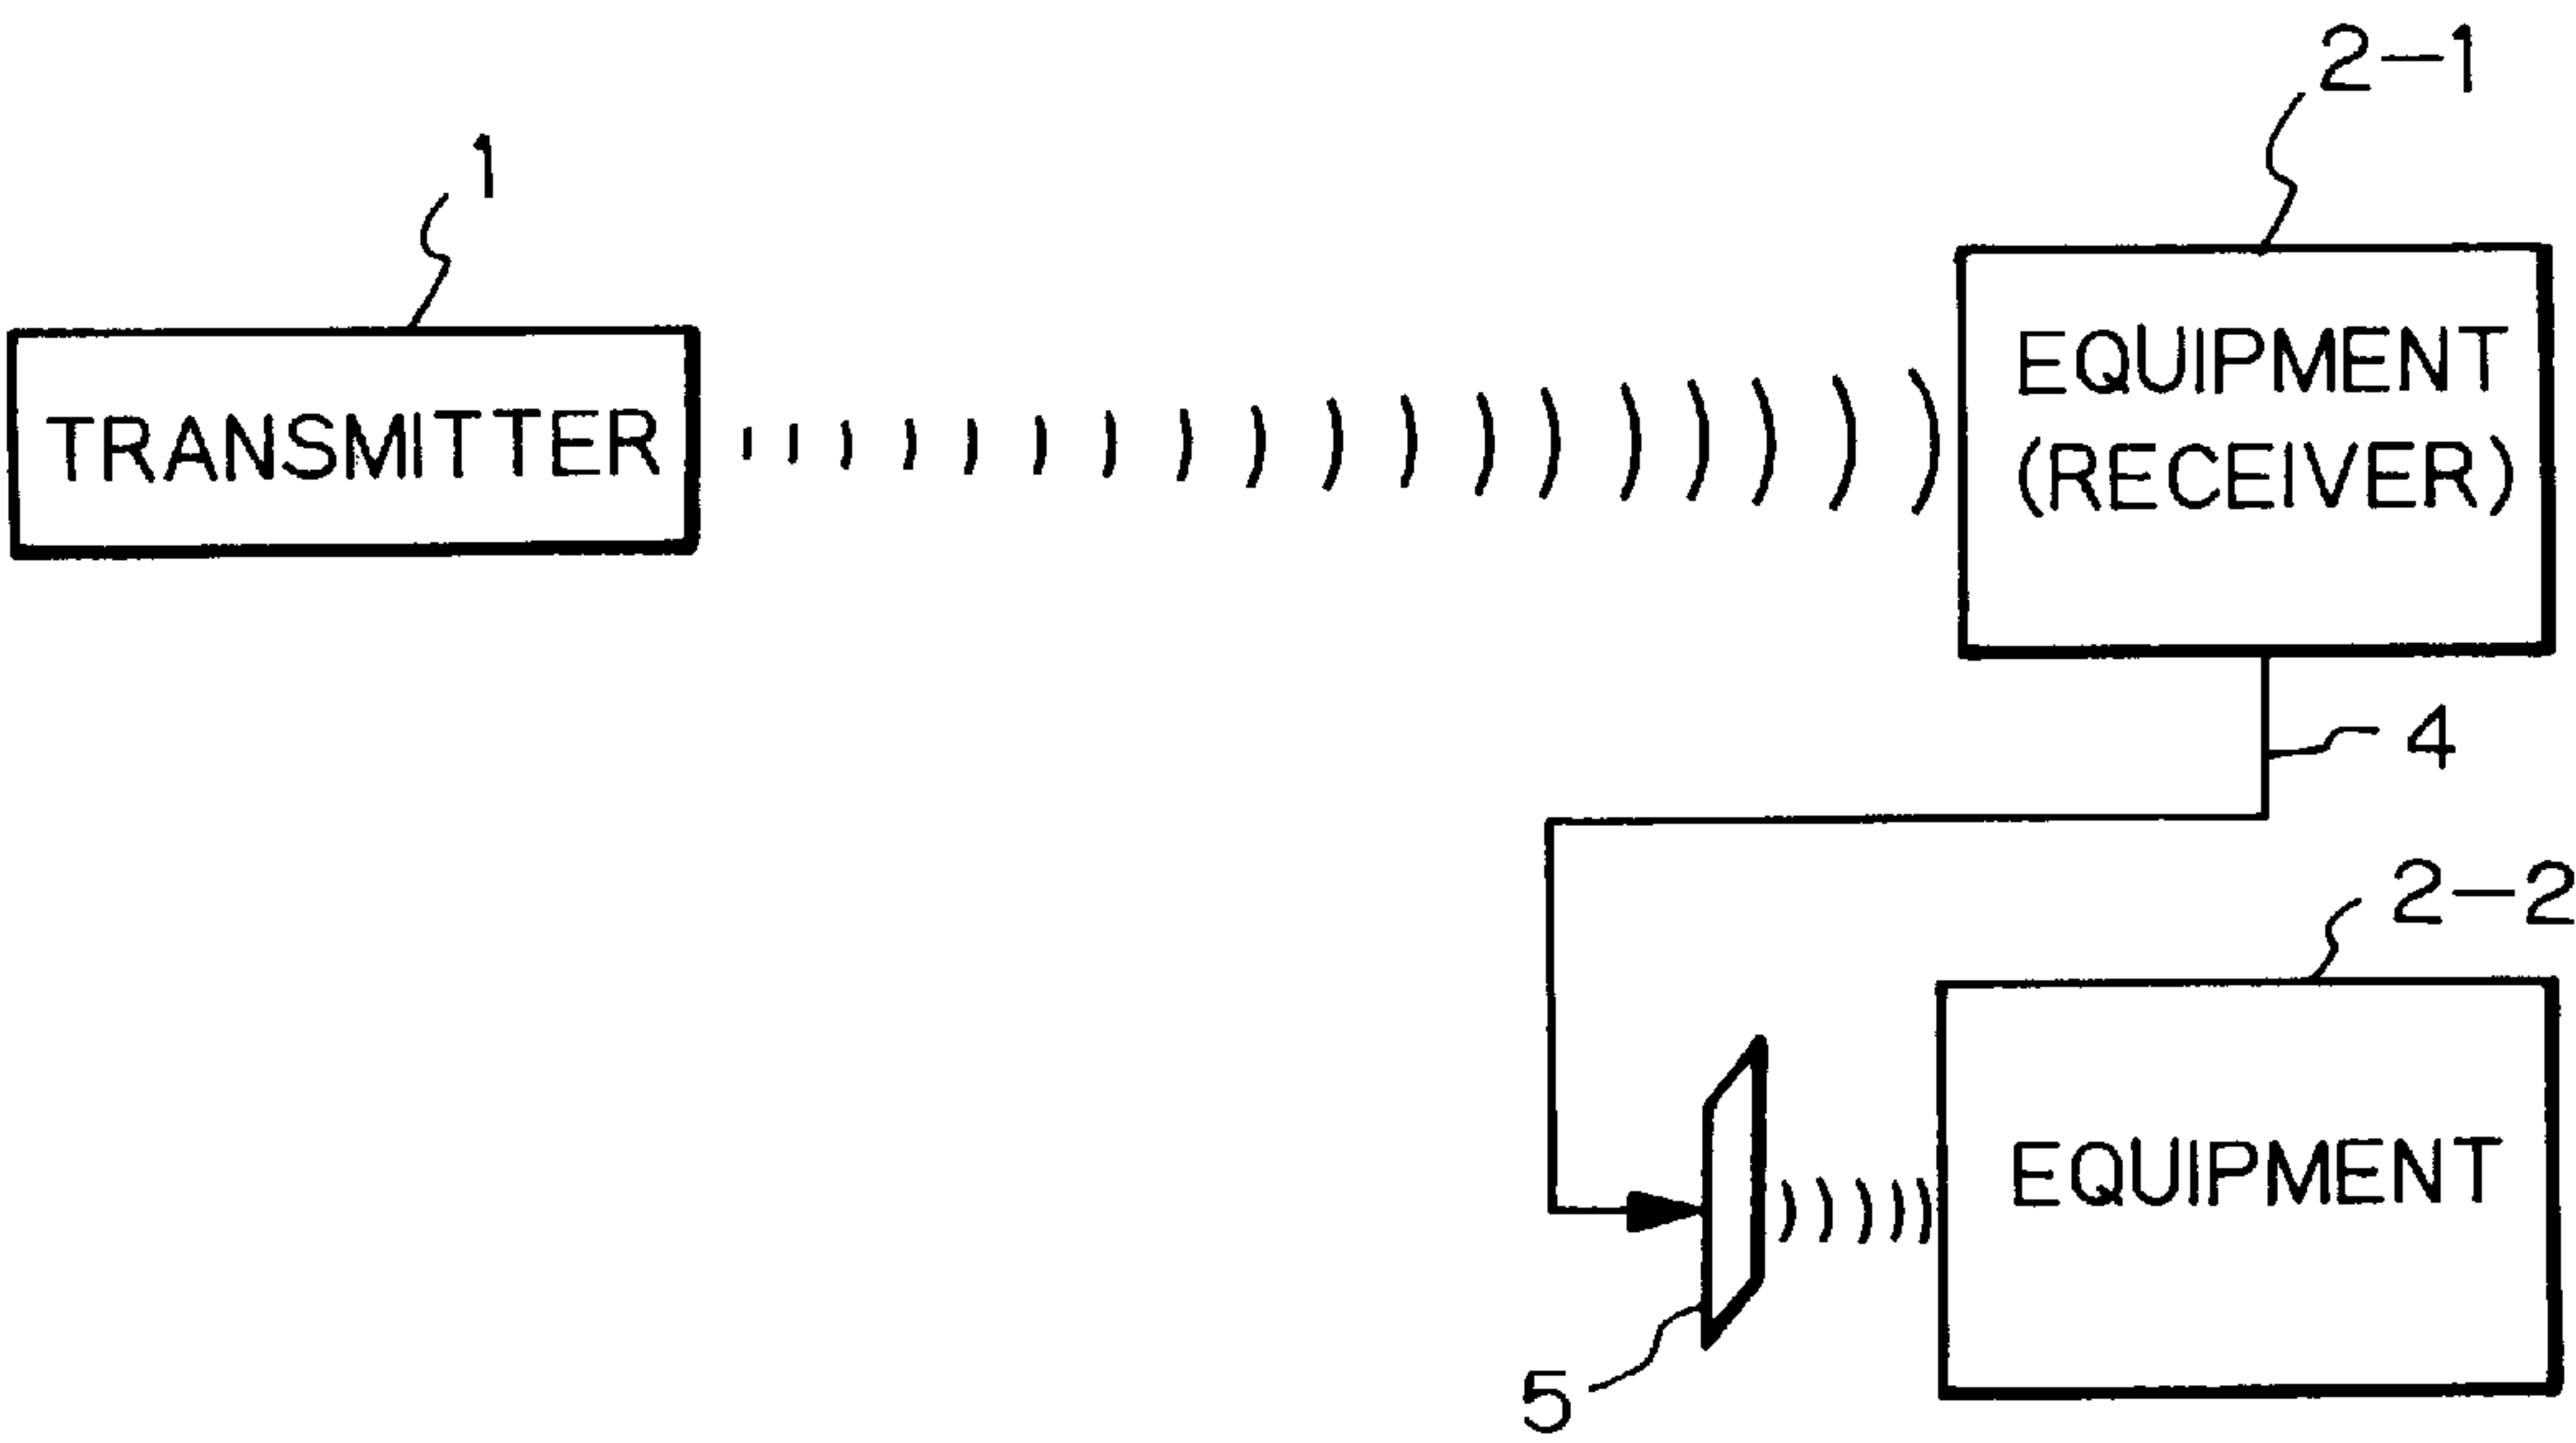 2-1
1
TRANSMITTER
EQUIPMENT
(RECEIVER)
4
2-2
EQUIPMENT
5